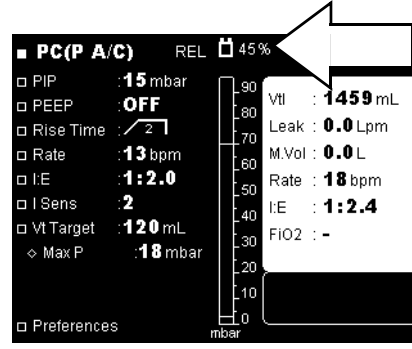 PC(P A/C) REL 45%
PIP :15 mbar
PEEP :OFF
Rise Time : 2
Rate :13 bpm
I:E :1:2.0
I Sens :2
Vt Target :120 mL
Max P :18 mbar
Preferences
90
80
70
60
50
40
30
20
10
0
mbar
VtI : 1459 mL
Leak : 0.0 Lpm
M.Vol : 0.0 L
Rate : 18 bpm
I:E : 1:2.4
FiO2 : -